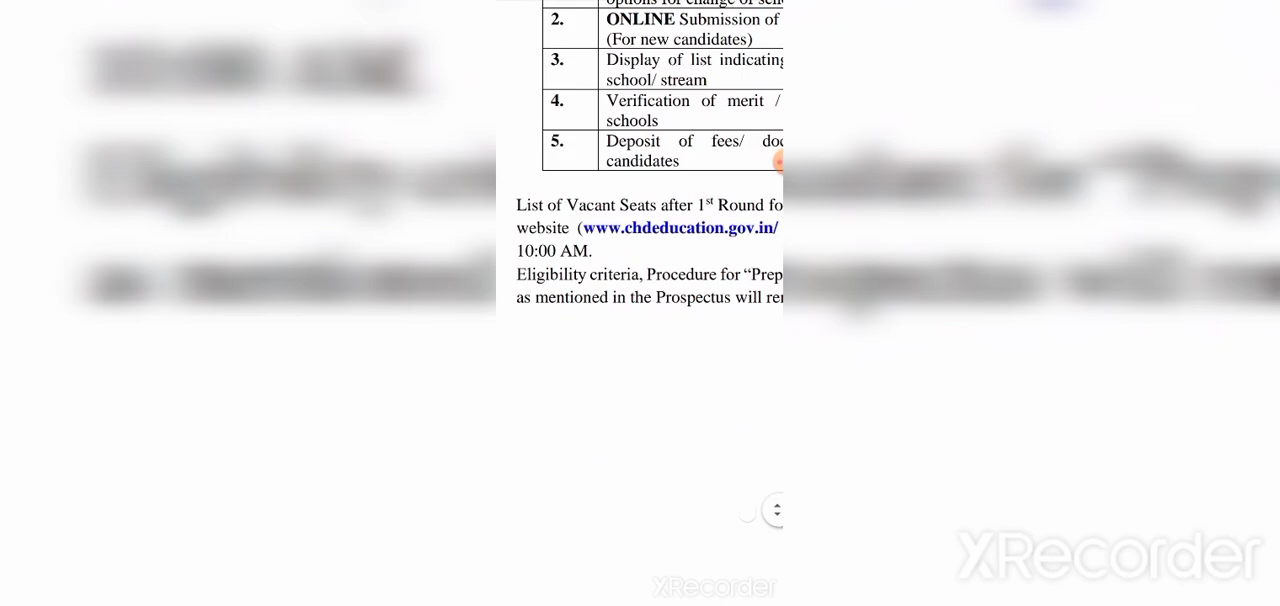 2. ONLINE Submission of
(For new candidates)
3. Display of list indicating
school/ stream
4. Verification of merit /
schools
5. Deposit of fees/
candidates
List of Vacant Seats after 1st Round
website (www.chdeducation.gov.in/
10:00 AM.
Eligibility criteria, Procedure for “Prep
as mentioned in the Prospectus will
XRecorder
XRecorder